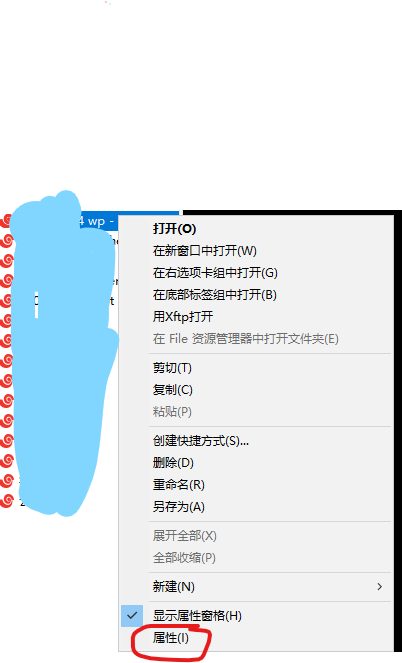 4 wp -
打开(O)
在新窗口中打开(W)
在右选项卡组中打开(G)
在底部标签组中打开(B)
用Xftp打开
在 File 资源管理器中打开文件夹(E)
剪切(T)
复制(C)
粘贴(P)
创建快捷方式(S)...
删除(D)
重命名(R)
另存为(A)
展开全部(X)
全部收缩(P)
新建(N)
显示属性窗格(H)
属性(I)